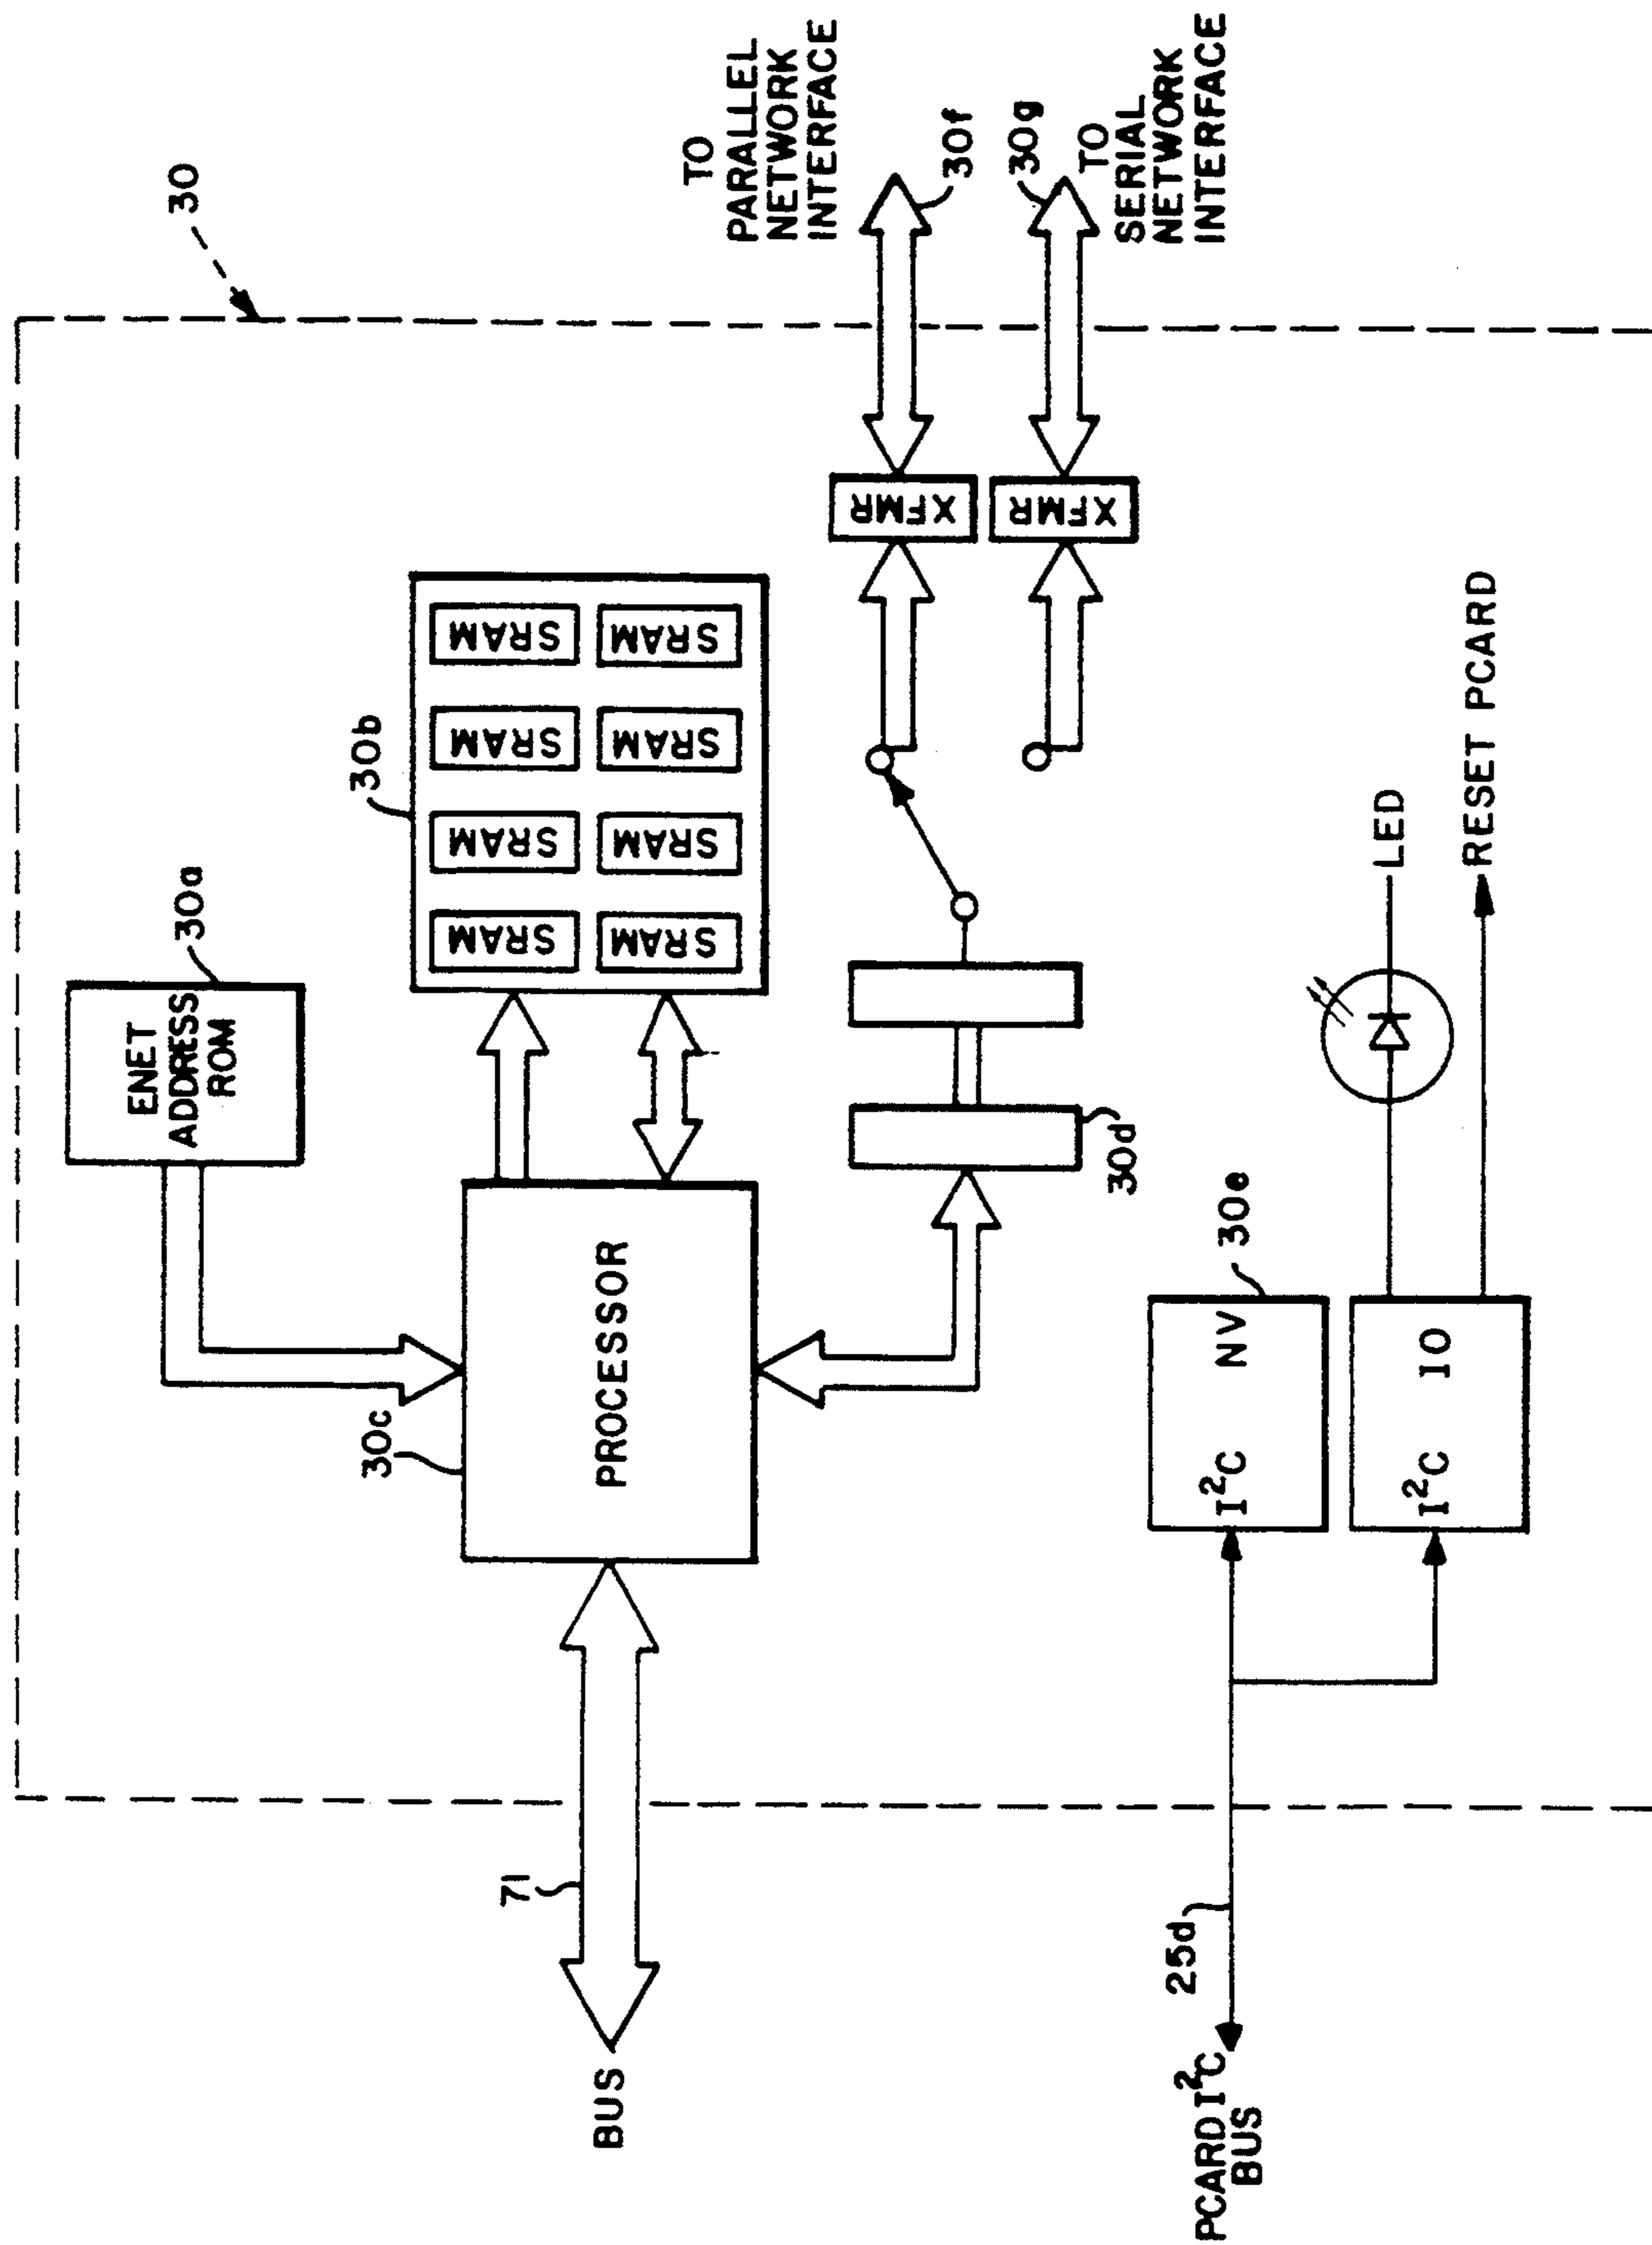 30
ENET
ADDRESS
ROM
30a
30b
SRAM SRAM SRAM SRAM
SRAM SRAM SRAM SRAM
30c
PROCESSOR
BUS
71
TO
PARALLEL
NETWORK
INTERFACE
30f
XFMR
XFMR
30g
TO
SERIAL
NETWORK
INTERFACE
30d
PCARD I²C
BUS
25d
I²C NV
30e
I²C IO
LED
RESET PCARD